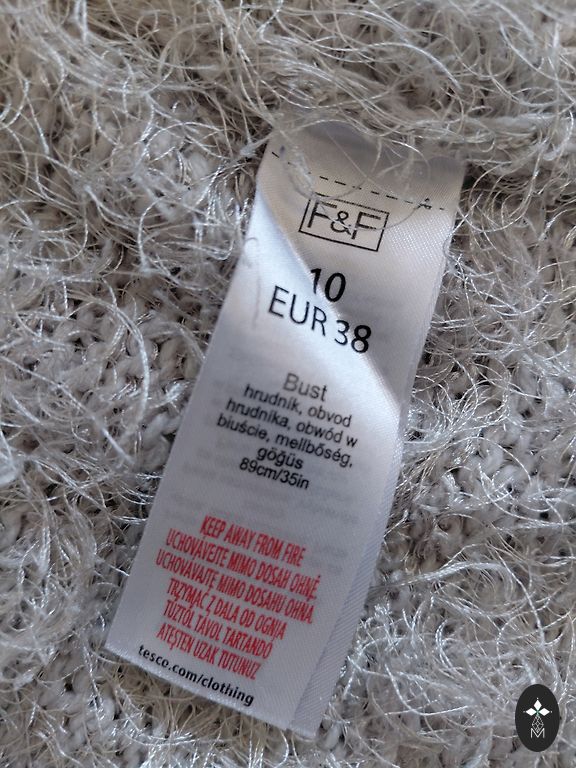 F&F
10
EUR 38
Bust
hrudník, obvod
hrudníka, obwód w
biuście, mellbőség,
göğüs
89cm/35in
KEEP AWAY FROM FIRE
UCHOVÁVEJTE MIMO DOSAH OHNĚ
UCHOVÁVAJTE MIMO DOSAHU OHŇA
TRZYMAĆ Z DALA OD OGNIA
TŰZTŐL TÁVOL TARTANDÓ
ATEŞTEN UZAK TUTUNUZ
tesco.com/clothing
M